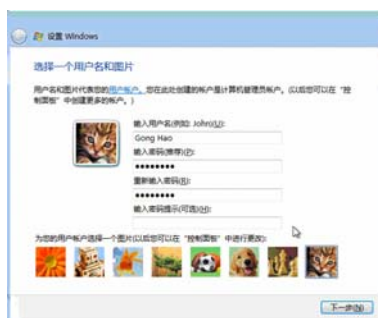 设置 Windows
选择一个用户名和图片
用户名和图片代表您的用户帐户。您在此处创建的帐户是计算机管理员帐户。(以后您可以在“控
制面板”中创建更多的帐户。)
输入用户名(例如: John)(U):
Gong Hao
输入密码(推荐)(P):
●●●●●●●●
重新输入密码(R):
●●●●●●●●
输入密码提示(可选)(H):
为您的用户帐户选择一个图片(以后您可以在“控制面板”中进行更改):
下一步(N)